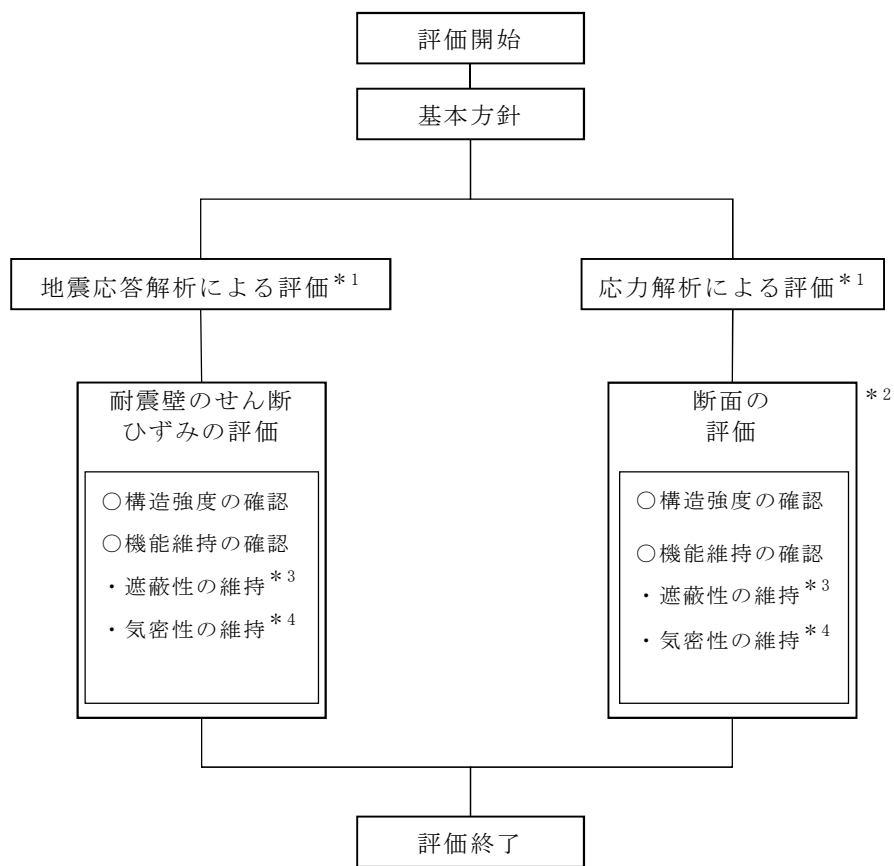 評価開始
基本方針
地震応答解析による評価*1
応力解析による評価*1
耐震壁のせん断
ひずみの評価
○構造強度の確認
○機能維持の確認
・遮蔽性の維持*3
・気密性の維持*4
断面の
評価
*2
○構造強度の確認
○機能維持の確認
・遮蔽性の維持*3
・気密性の維持*4
評価終了